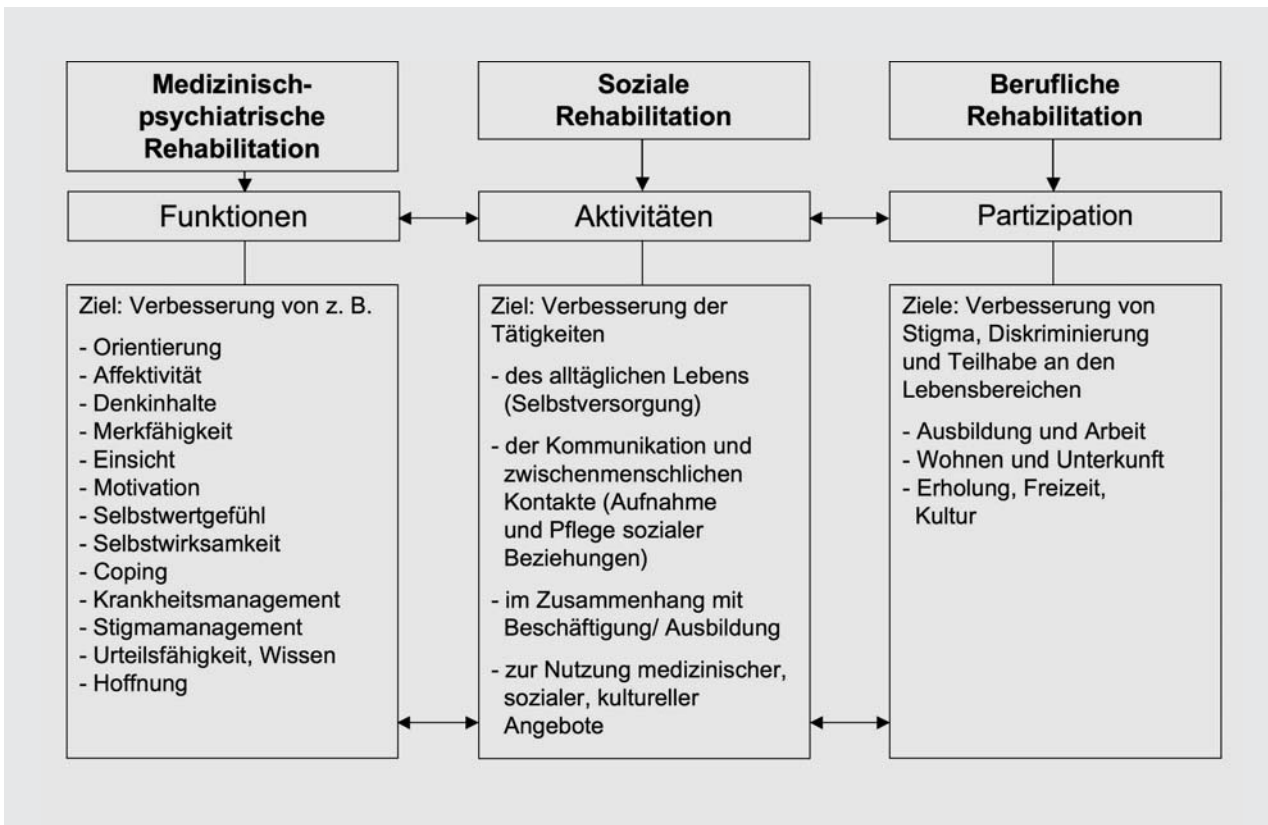 Medizinisch-
psychiatrische
Rehabilitation
Funktionen
Ziel: Verbesserung von z. B.
- Orientierung
- Affektivität
- Denkinhalte
- Merkfähigkeit
- Einsicht
- Motivation
- Selbstwertgefühl
- Selbstwirksamkeit
- Coping
- Krankheitsmanagement
- Stigmamanagement
- Urteilsfähigkeit, Wissen
- Hoffnung
Soziale
Rehabilitation
Aktivitäten
Ziel: Verbesserung der
Tätigkeiten
- des alltäglichen Lebens
(Selbstversorgung)
- der Kommunikation und
zwischenmenschlichen
Kontakte (Aufnahme
und Pflege sozialer
Beziehungen)
- im Zusammenhang mit
Beschäftigung/ Ausbildung
- zur Nutzung medizinischer,
sozialer, kultureller
Angebote
Berufliche
Rehabilitation
Partizipation
Ziele: Verbesserung von
Stigma, Diskriminierung
und Teilhabe an den
Lebensbereichen
- Ausbildung und Arbeit
- Wohnen und Unterkunft
- Erholung, Freizeit,
Kultur